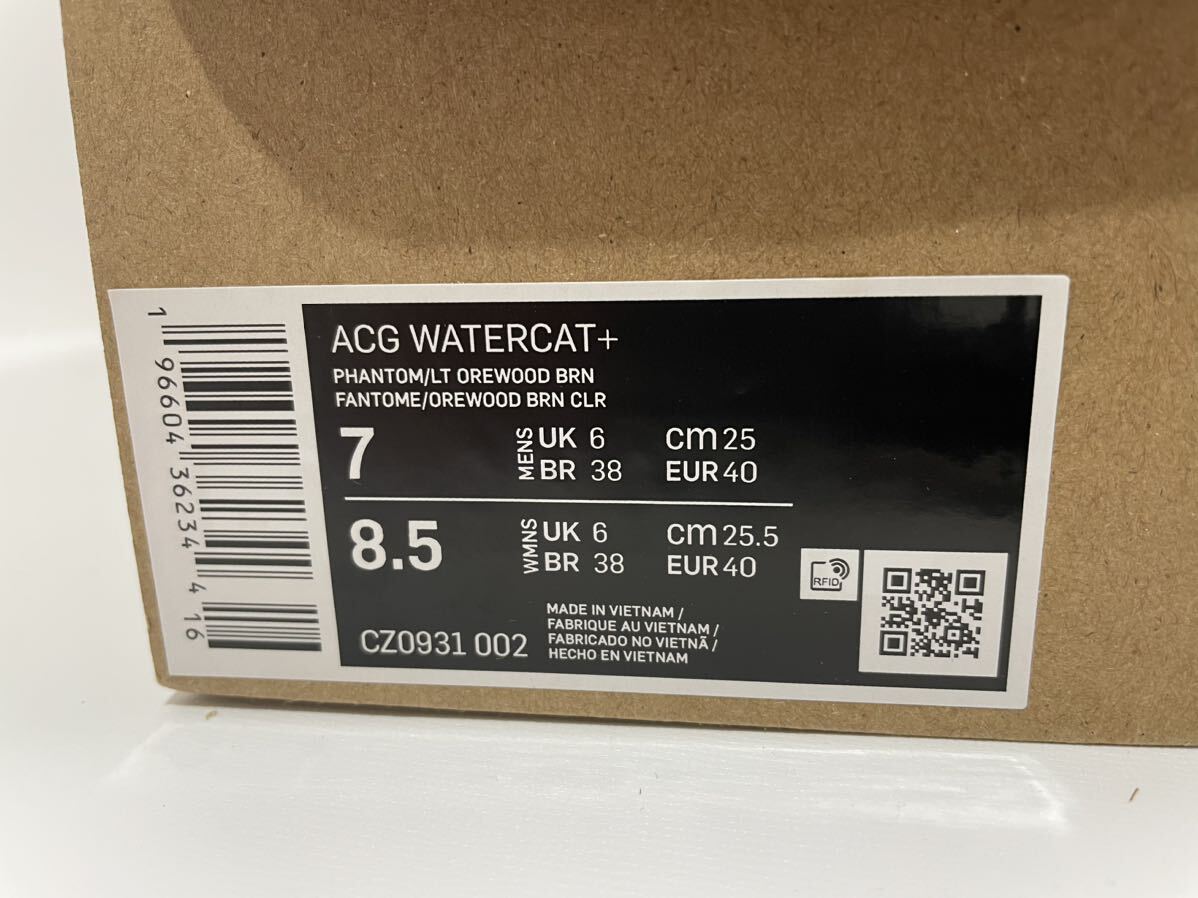 ACG WATERCAT+
PHANTOM/LT OREWOOD BRN
FANTOME/OREWOOD BRN CLR
7 MENS UK 6 cm 25
BR 38 EUR 40
8.5 WMNS UK 6 cm 25.5
BR 38 EUR 40
CZ0931 002
MADE IN VIETNAM /
FABRIQUE AU VIETNAM /
FABRICADO NO VIETNÃ /
HECHO EN VIETNAM
RFID
1 96604 36234 4 16